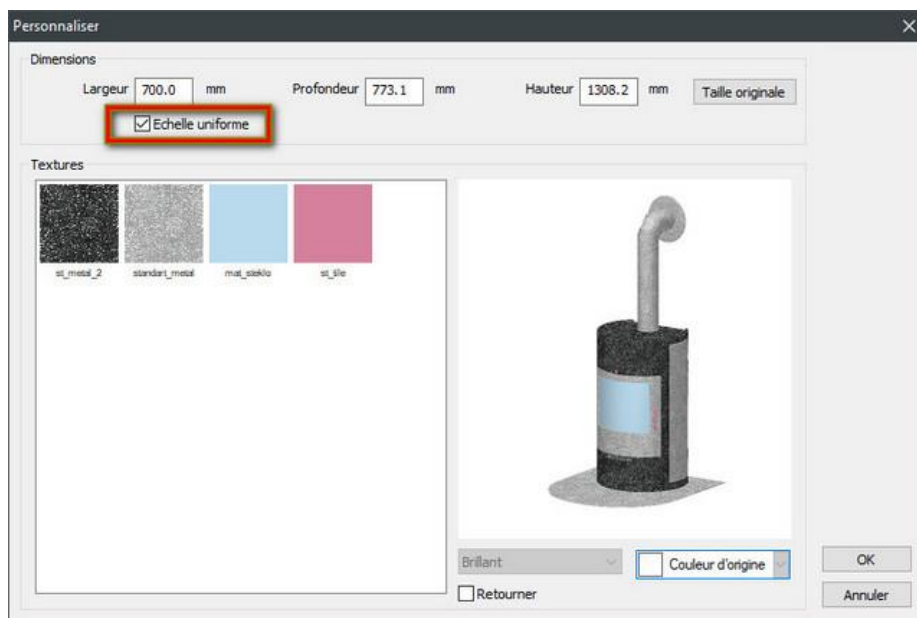 Personnaliser
Dimensions
Largeur 700.0 mm Profondeur 773.1 mm Hauteur 1308.2 mm Taille originale
Echelle uniforme
Textures
st_metal_2 standart_metal mat_steklo st_tile
Brillant Couleur d'origine OK
Retourner Annuler